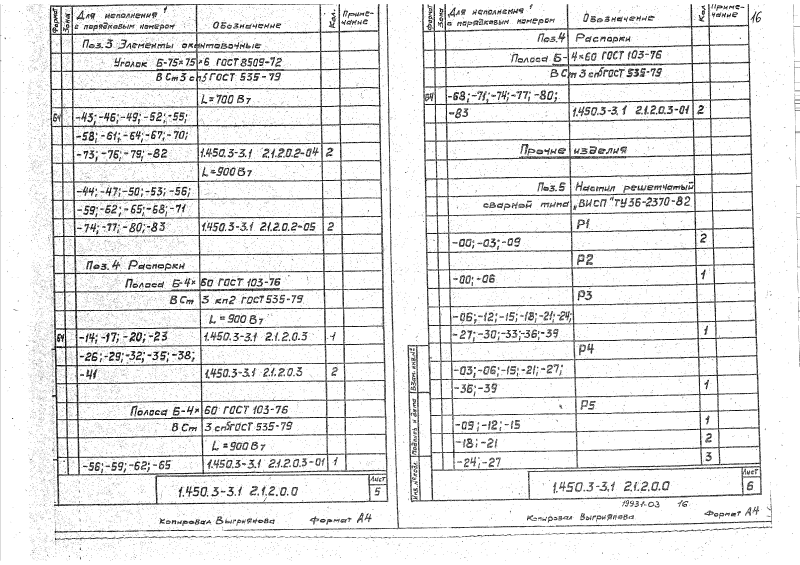 Формат Зона Для исполнения с порядковым номером Обозначение Кол. Примечание
Поз. 3 Элементы окантовочные
Уголок Б-75×75×6 ГОСТ 8509-72
В Ст3 сп5 ГОСТ 535-79
L=700 Вт
БЧ -43; -46; -49; -52; -55;
-58; -61; -64; -67; -70;
-73; -76; -79; -82 1.450.3-3.1 2.1.2.0.2-04 2
L=900 Вт
-44; -47; -50; -53; -56;
-59; -62; -65; -68; -71
-74; -77; -80; -83 1.450.3-3.1 2.1.2.0.2-05 2
Поз. 4 Распорки
Полоса Б-4× 60 ГОСТ 103-76
В Ст 3 кп2 ГОСТ 535-79
L=900 Вт
БЧ -14; -17; -20; -23 1.450.3-3.1 2.1.2.0.3 1
-26; -29; -32; -35; -38;
-41 1.450.3-3.1 2.1.2.0.3 2
Полоса Б-4× 60 ГОСТ 103-76
В Ст 3 сп5 ГОСТ 535-79
L=900 Вт
-56; -59; -62; -65 1.450.3-3.1 2.1.2.0.3-01 1
1.450.3-3.1 2.1.2.0.0 Лист 5
Копировал Выгриянова Формат А4
16
Формат Зона Для исполнения с порядковым номером Обозначение Кол. Примечание
Поз. 4 Распорки
Полоса Б-4×60 ГОСТ 103-76
В Ст 3 сп5 ГОСТ 535-79
БЧ -68; -71; -74; -77; -80;
-83 1.450.3-3.1 2.1.2.0.3-01 2
Прочие изделия
Поз. 5 Настил решетчатый
сварной типа „ВИСП" ТУ 36-2370-82
Р1
-00; -03; -09 2
Р2
-00; -06 1
Р3
-06; -12; -15; -18; -21; -24;
-27; -30; -33; -36; -39 1
Р4
-03; -06; -15; -21; -27;
-36; -39 1
Р5
-09; -12; -15 1
-18; -21 2
-24; -27 3
Инв. № подл. Подпись и дата Взам. инв. №
1.450.3-3.1 2.1.2.0.0 Лист 6
19931-03 16
Копировал Выгриянова Формат А4